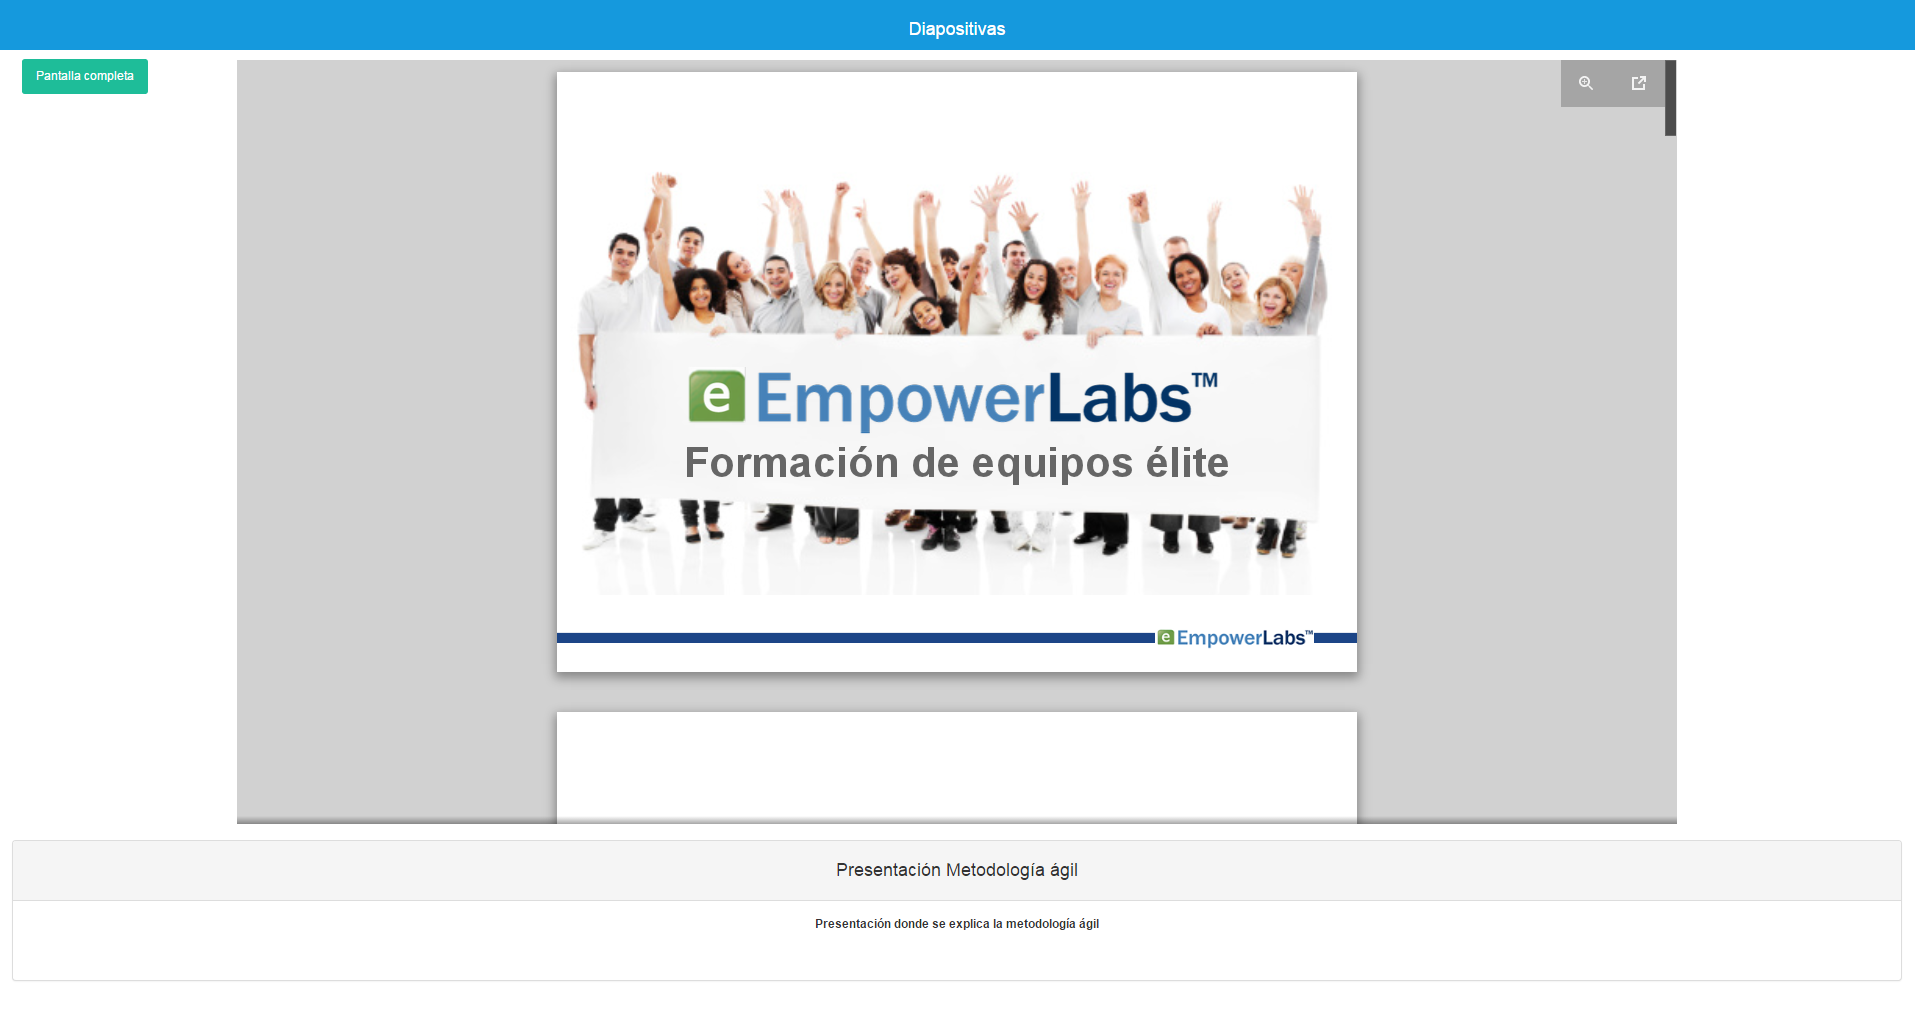 Diapositivas
Pantalla completa
e EmpowerLabs™
Formación de equipos élite
e EmpowerLabs™
Presentación Metodología ágil
Presentación donde se explica la metodología ágil